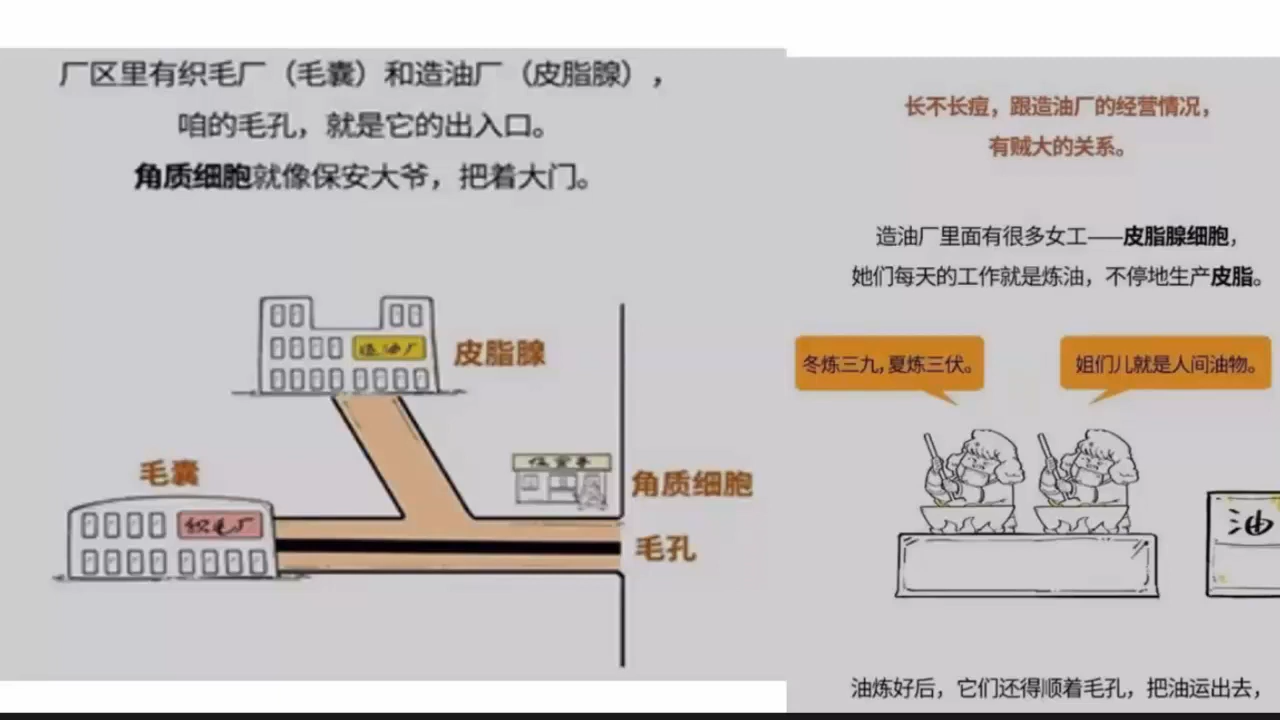 厂区里有织毛厂（毛囊）和造油厂（皮脂腺），
咱的毛孔，就是它的出入口。
角质细胞就像保安大爷，把着大门。
造油厂
皮脂腺
毛囊
织毛厂
保安亭
角质细胞
毛孔
长不长痘，跟造油厂的经营情况，
有贼大的关系。
造油厂里面有很多女工——皮脂腺细胞，
她们每天的工作就是炼油，不停地生产皮脂。
冬炼三九，夏炼三伏。
姐们儿就是人间油物。
油
油炼好后，它们还得顺着毛孔，把油运出去，